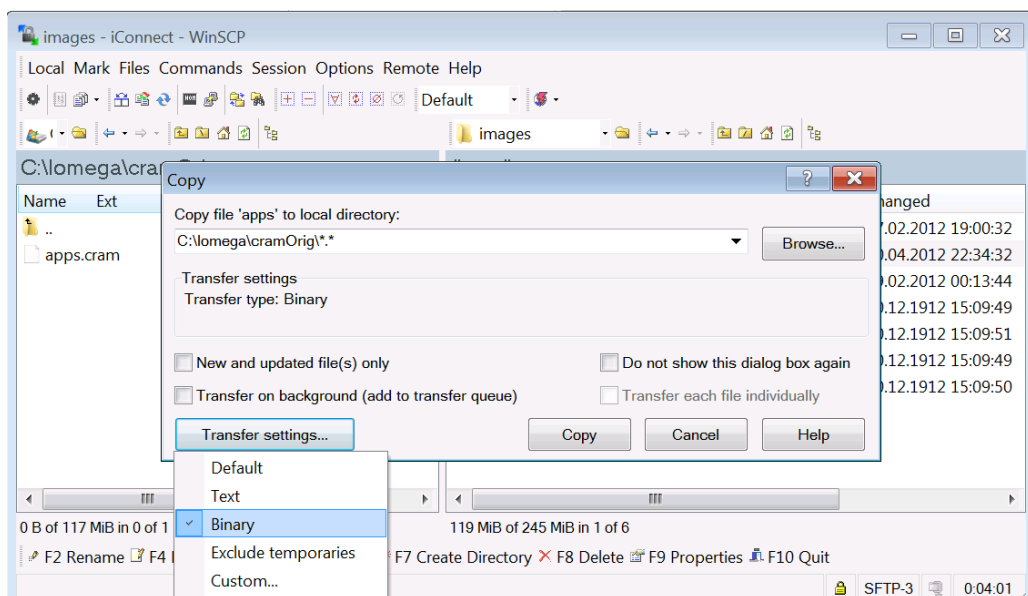 images - iConnect - WinSCP
Local Mark Files Commands Session Options Remote Help
Default
images
C:\Iomega\cra
Name Ext
hanged
..
.02.2012 19:00:32
apps.cram
.04.2012 22:34:32
.02.2012 00:13:44
.12.1912 15:09:49
.12.1912 15:09:51
.12.1912 15:09:49
.12.1912 15:09:50
Copy
Copy file 'apps' to local directory:
C:\Iomega\cramOrig\*.*
Browse...
Transfer settings
Transfer type: Binary
New and updated file(s) only
Do not show this dialog box again
Transfer on background (add to transfer queue)
Transfer each file individually
Transfer settings...
Copy
Cancel
Help
Default
Text
Binary
Exclude temporaries
Custom...
0 B of 117 MiB in 0 of 1
119 MiB of 245 MiB in 1 of 6
F2 Rename F4
F7 Create Directory F8 Delete F9 Properties F10 Quit
SFTP-3
0:04:01